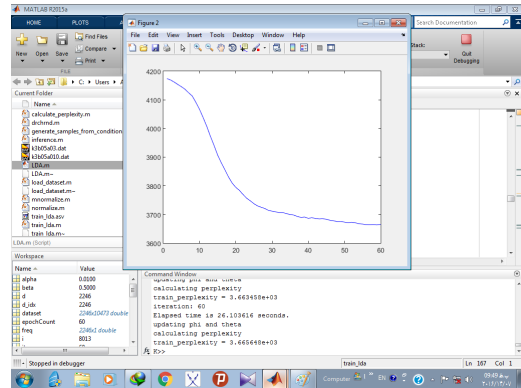 MATLAB R2015a
HOME
PLOTS
Search Documentation
New
Open
Save
Find Files
Compare
Print
FILE
Stack:
Quit
Debugging
Figure 2
File Edit View Insert Tools Desktop Window Help
4200
4100
4000
3900
3800
3700
3600
0 10 20 30 40 50 60
C: Users
Current Folder
Name
calculate_perplexity.m
drchrnd.m
generate_samples_from_condition
inference.m
k3b05a03.dat
k3b05a010.dat
LDA.m
LDA.m~
load_dataset.m
load_dataset.m~
mnormalize.m
normalize.m
train_lda.asv
train_lda.m
train_lda.m~
LDA.m (Script)
Workspace
Name Value
alpha 0.0100
beta 0.5000
d 2246
d_idx 2246
dataset 2246x10473 double
epochCount 60
freq 2246x1 double
i 8013
Command Window
updating phi and theta
calculating perplexity
train_perplexity = 3.663458e+03
iteration: 60
Elapsed time is 26.103616 seconds.
updating phi and theta
calculating perplexity
train_perplexity = 3.665648e+03
fx K>>
Stopped in debugger
train_lda
Ln 167 Col 1
Computer
EN
09:49